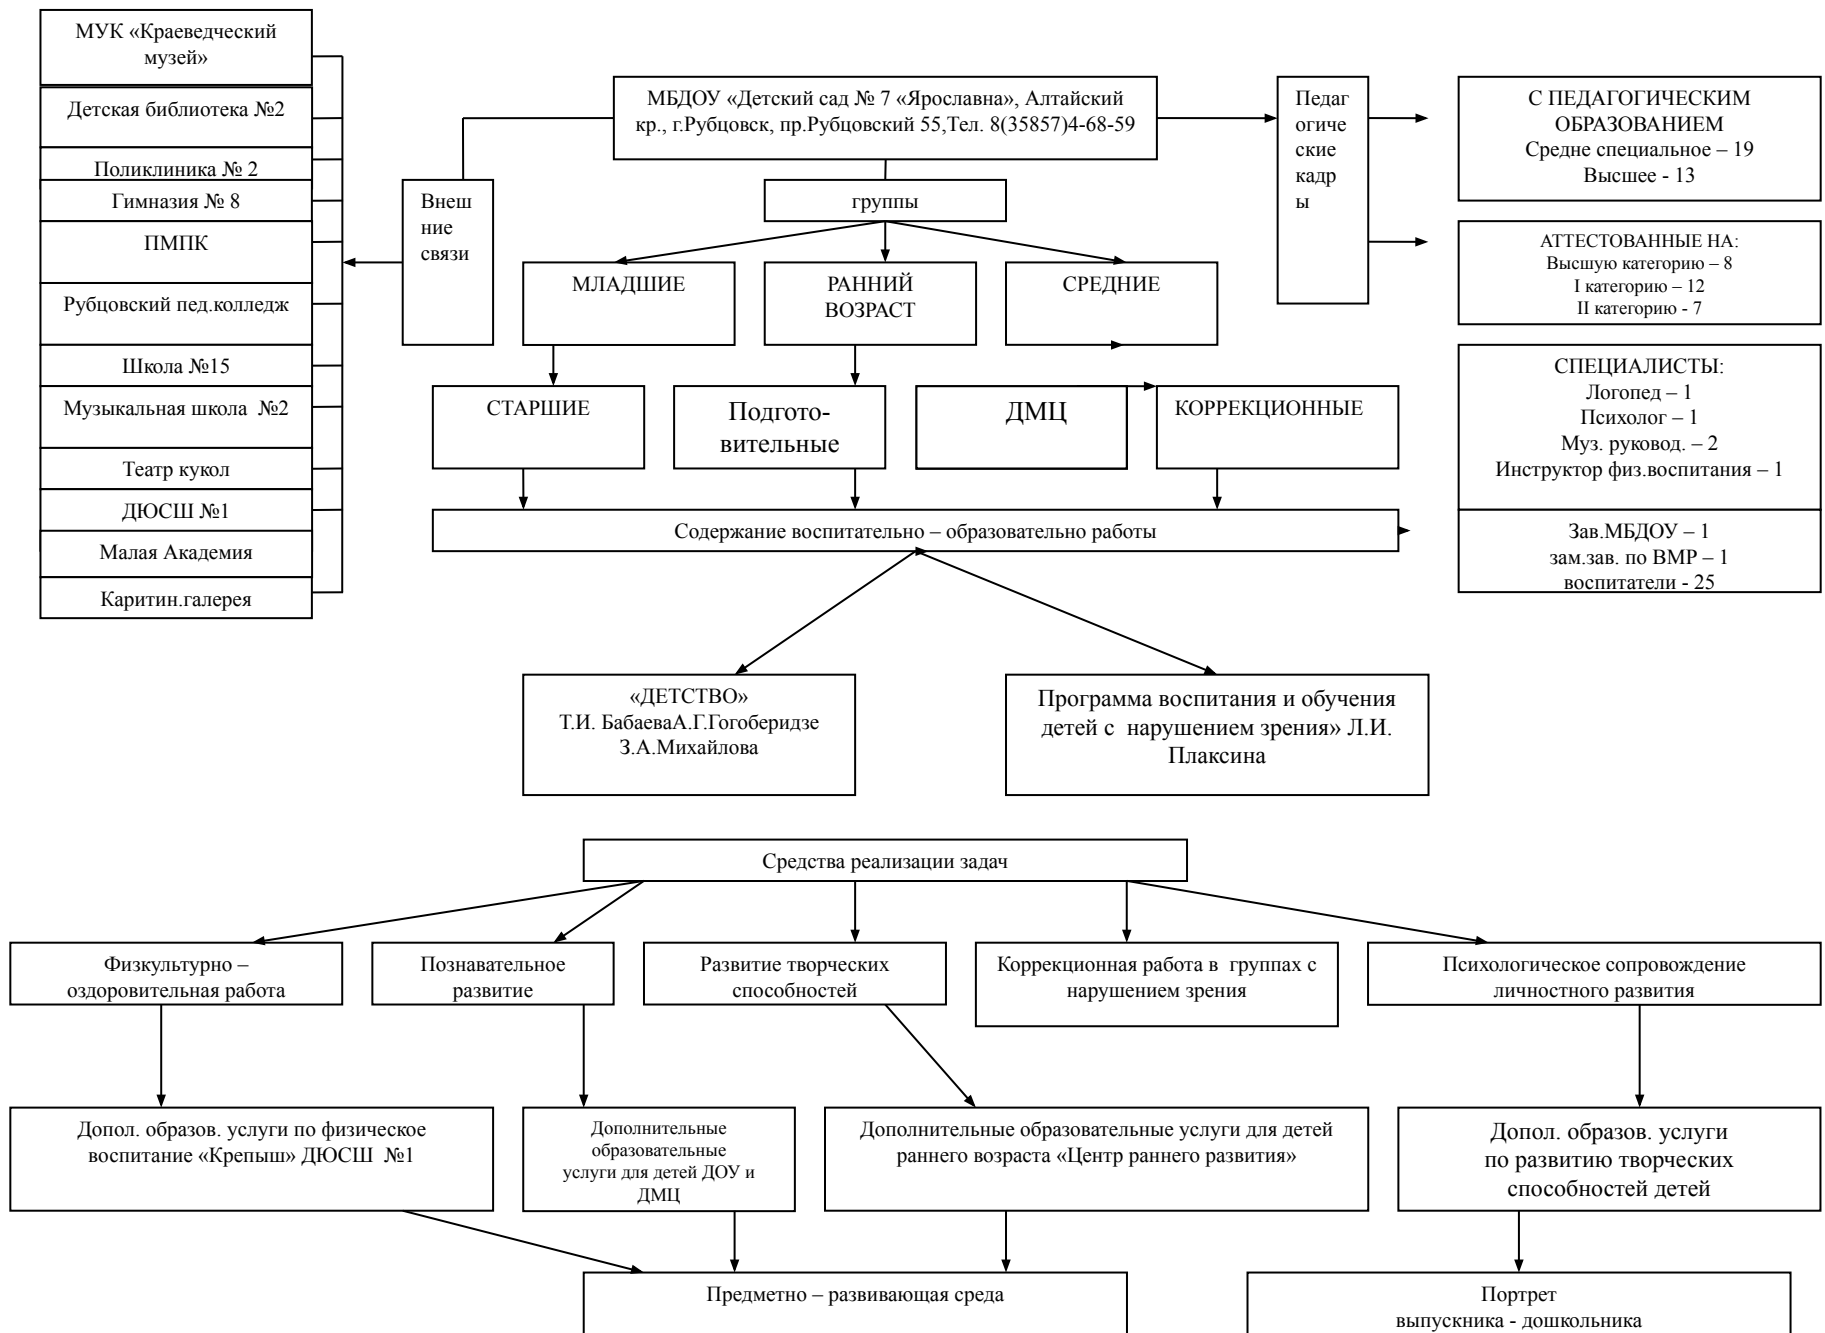 МУК «Краеведческий
музей»
Детская библиотека №2
Поликлиника № 2
Гимназия № 8
ПМПК
Рубцовский пед.колледж
Школа №15
Музыкальная школа №2
Театр кукол
ДЮСШ №1
Малая Академия
Каритин.галерея
Внеш
ние
связи
МБДОУ «Детский сад № 7 «Ярославна», Алтайский
кр., г.Рубцовск, пр.Рубцовский 55,Тел. 8(35857)4-68-59
группы
МЛАДШИЕ
РАННИЙ
ВОЗРАСТ
СРЕДНИЕ
СТАРШИЕ
Подгото-
вительные
ДМЦ
КОРРЕКЦИОННЫЕ
Педаг
огиче
ские
кадр
ы
С ПЕДАГОГИЧЕСКИМ
ОБРАЗОВАНИЕМ
Средне специальное – 19
Высшее - 13
АТТЕСТОВАННЫЕ НА:
Высшую категорию – 8
I категорию – 12
II категорию - 7
СПЕЦИАЛИСТЫ:
Логопед – 1
Психолог – 1
Муз. руковод. – 2
Инструктор физ.воспитания – 1
Зав.МБДОУ – 1
зам.зав. по ВМР – 1
воспитатели - 25
Содержание воспитательно – образовательно работы
«ДЕТСТВО»
Т.И. БабаеваА.Г.Гогоберидзе
З.А.Михайлова
Программа воспитания и обучения
детей с нарушением зрения» Л.И.
Плаксина
Средства реализации задач
Физкультурно –
оздоровительная работа
Познавательное
развитие
Развитие творческих
способностей
Коррекционная работа в группах с
нарушением зрения
Психологическое сопровождение
личностного развития
Допол. образов. услуги по физическое
воспитание «Крепыш» ДЮСШ №1
Дополнительные
образовательные
услуги для детей ДОУ и
ДМЦ
Дополнительные образовательные услуги для детей
раннего возраста «Центр раннего развития»
Допол. образов. услуги
по развитию творческих
способностей детей
Предметно – развивающая среда
Портрет
выпускника - дошкольника